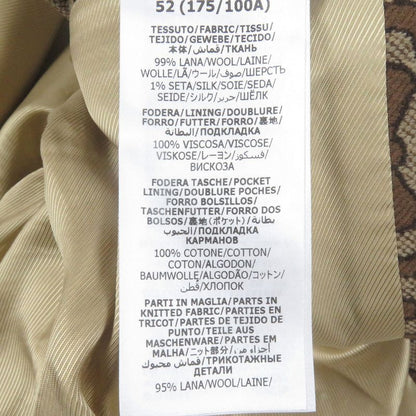 52 (175/100A)
TESSUTO/FABRIC/TISSU/
TEJIDO/GEWEBE/TECIDO/
本体/قماش/ТКАНЬ
99% LANA/WOOL/LAINE/
WOLLE/LÃ/ウール/صوف/ШЕРСТЬ
1% SETA/SILK/SOIE/SEDA/
SEIDE/シルク/حرير/ШЁЛК
FODERA/LINING/DOUBLURE/
FORRO/FUTTER/FORRO/裏地/
البطانة/ПОДКЛАДКА
100% VISCOSA/VISCOSE/
VISKOSE/レーヨン/فسكوز/
ВИСКОЗА
FODERA TASCHE/POCKET
LINING/DOUBLURE POCHES/
FORRO BOLSILLOS/
TASCHENFUTTER/FORRO DOS
BOLSOS/裏地(ポケット)/بطانة
الجيوب/ПОДКЛАДКА
КАРМАНОВ
100% COTONE/COTTON/
COTON/ALGODON/
BAUMWOLLE/ALGODÃO/コットン/
قطن/ХЛОПОК
PARTI IN MAGLIA/PARTS IN
KNITTED FABRIC/PARTIES EN
TRICOT/PARTES DE TEJIDO
DE PUNTO/TEILE AUS
MASCHENWARE/PARTES EM
MALHA/ニット部分/أجزاء من
قماش محبوك/ТРИКОТАЖНЫЕ
ДЕТАЛИ
95% LANA/WOOL/LAINE/